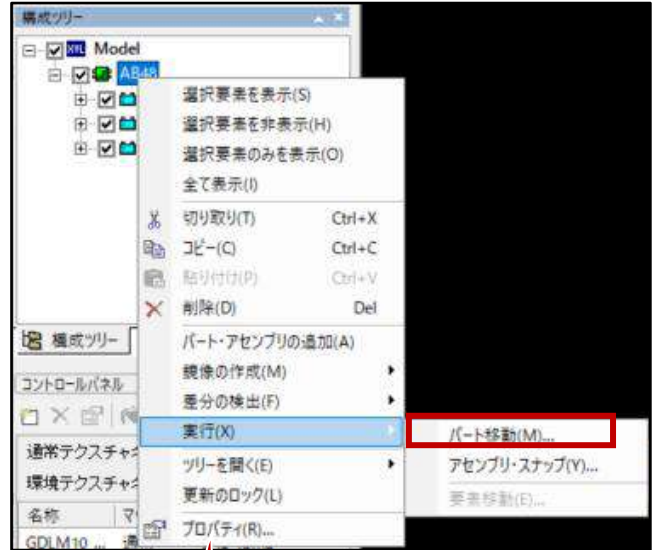 構成ツリー
Model
AB48
選択要素を表示(S)
選択要素を非表示(H)
選択要素のみを表示(O)
全て表示(I)
切り取り(T) Ctrl+X
コピー(C) Ctrl+C
貼り付け(P) Ctrl+V
削除(D) Del
パート・アセンブリの追加(A)
鏡像の作成(M)
差分の検出(F)
実行(X)
パート移動(M)...
アセンブリ・スナップ(Y)...
要素移動(E)...
ツリーを開く(E)
更新のロック(L)
プロパティ(R)...
構成ツリー
コントロールパネル
通常テクスチャ
環境テクスチャ
名称
GDLM10 ...